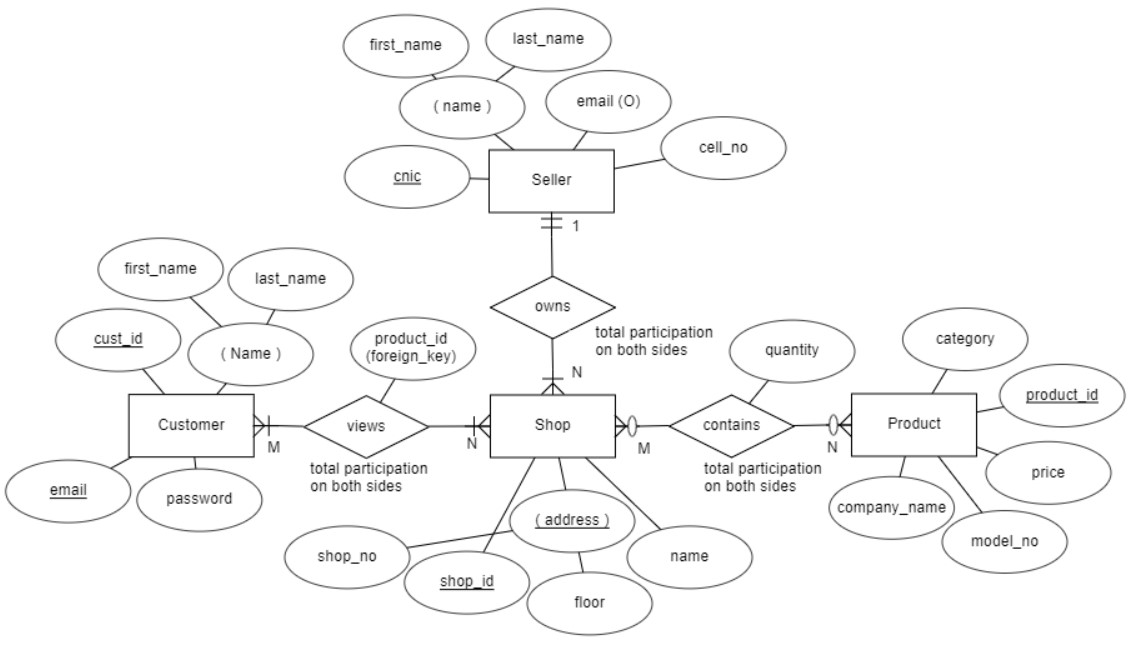 first_name
last_name
( name )
email (O)
cell_no
cnic
Seller
1
owns
total participation
on both sides
N
first_name
last_name
cust_id
( Name )
product_id
(foreign_key)
quantity
category
product_id
Customer
M
views
N
Shop
M
contains
N
Product
total participation
on both sides
total participation
on both sides
email
password
price
company_name
model_no
( address )
shop_no
shop_id
floor
name